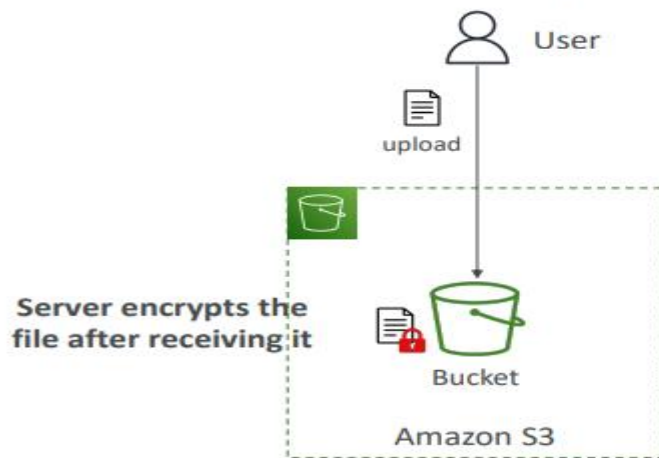 User
upload
Server encrypts the
file after receiving it
Bucket
Amazon S3